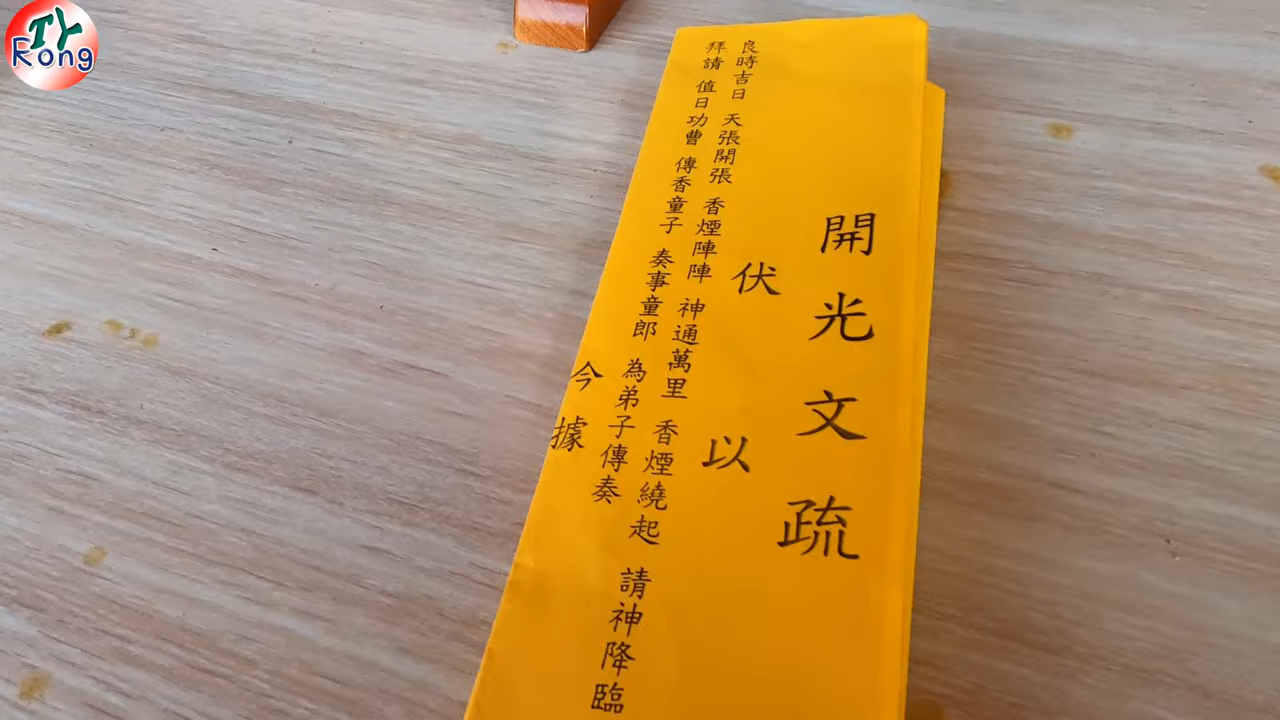 開光文疏
伏以
良時吉日 天張開張 香煙陣陣 神通萬里 香煙繞起 請神降臨
拜請 值日功曹 傳香童子 奏事童郎 為弟子傳奏
今據
TY
Rong